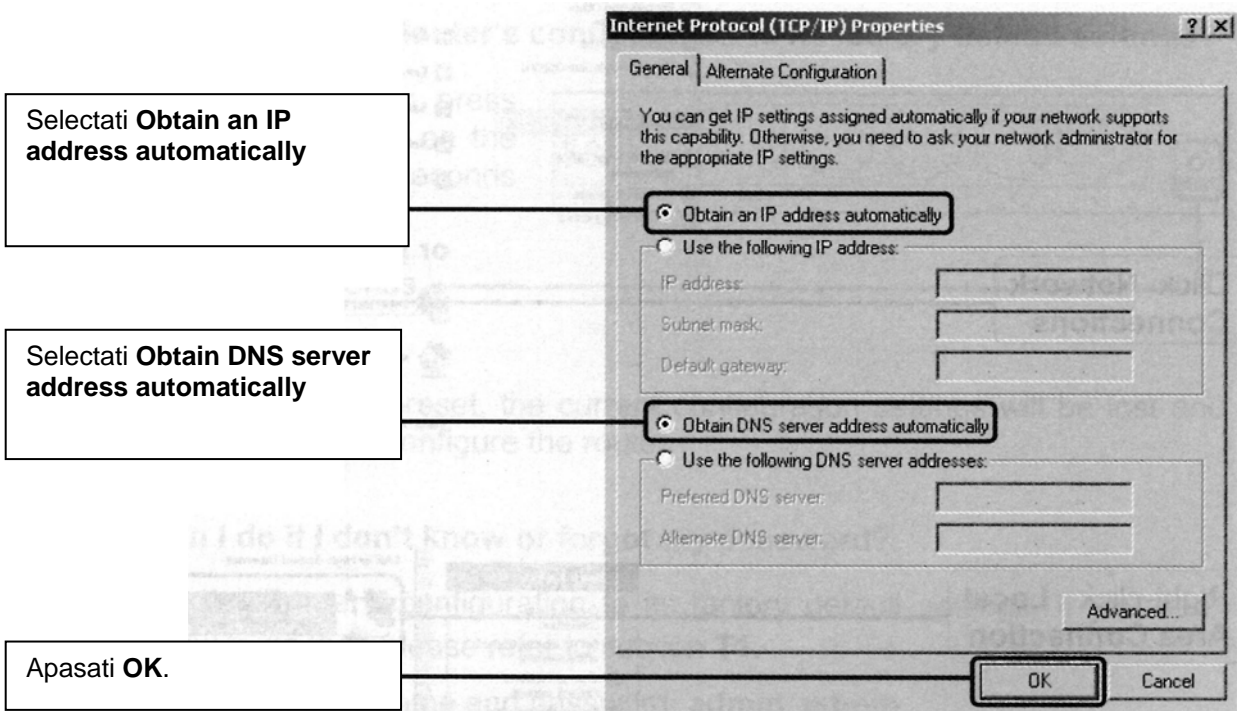 Internet Protocol (TCP/IP) Properties
General
Alternate Configuration
You can get IP settings assigned automatically if your network supports
this capability. Otherwise, you need to ask your network administrator for
the appropriate IP settings.
Selectati Obtain an IP
address automatically
Obtain an IP address automatically
Use the following IP address:
IP address:
Subnet mask:
Default gateway:
Selectati Obtain DNS server
address automatically
Obtain DNS server address automatically
Use the following DNS server addresses:
Preferred DNS server:
Alternate DNS server:
Advanced...
Apasati OK.
OK
Cancel